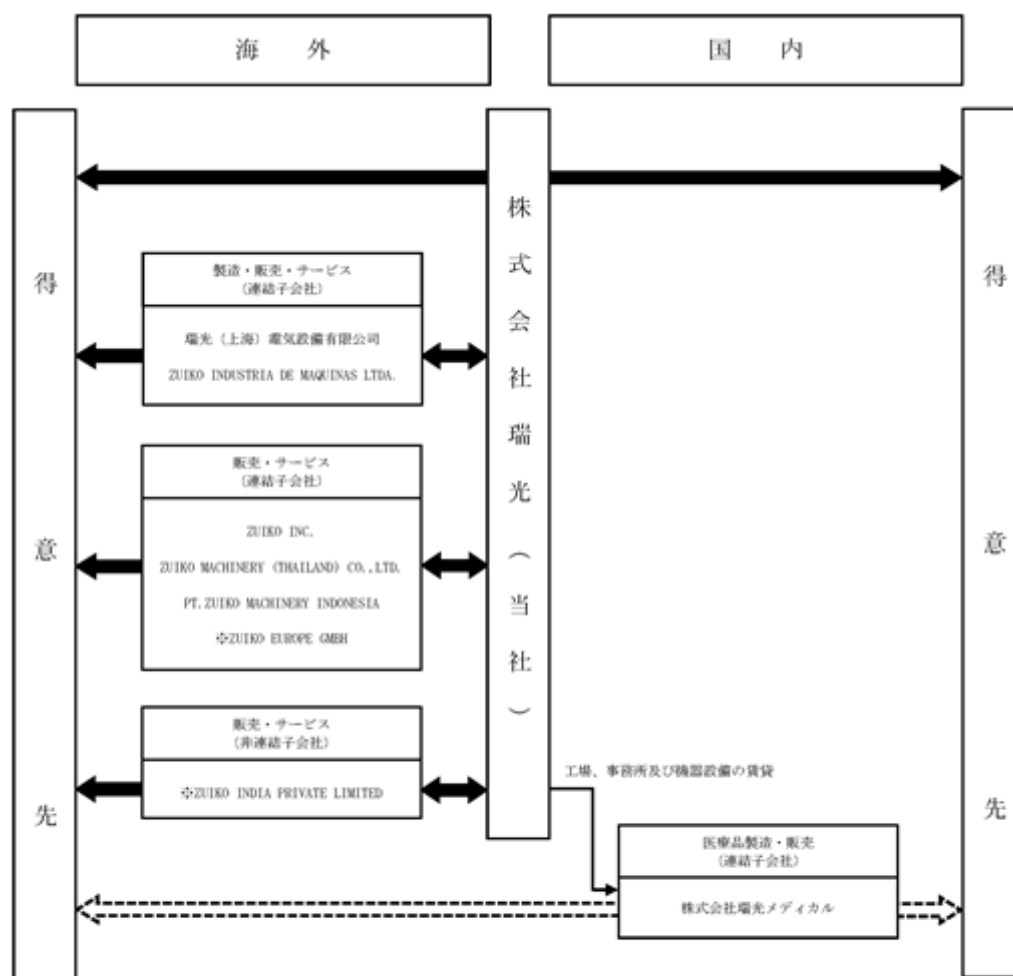 海 外
国 内
得意先
株式会社瑞光（当社）
得意先
製造・販売・サービス
（連結子会社）
瑞光（上海）電気設備有限公司
ZUIKO INDUSTRIA DE MAQUINAS LTDA.
販売・サービス
（連結子会社）
ZUIKO INC.
ZUIKO MACHINERY (THAILAND) CO.,LTD.
PT.ZUIKO MACHINERY INDONESIA
※ZUIKO EUROPE GMBH
販売・サービス
（非連結子会社）
※ZUIKO INDIA PRIVATE LIMITED
工場、事務所及び機器設備の賃貸
医療品製造・販売
（連結子会社）
株式会社瑞光メディカル